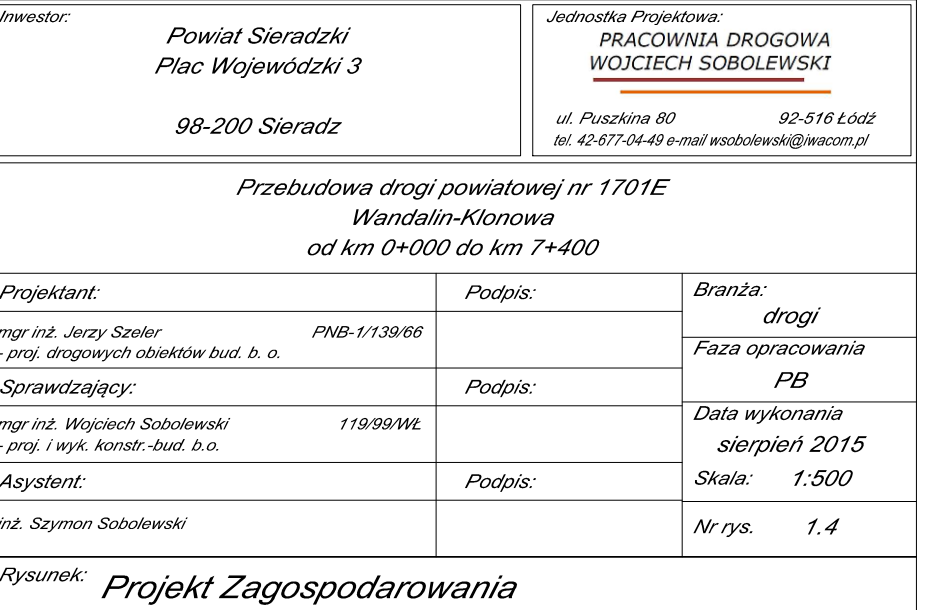 Inwestor:
Powiat Sieradzki
Plac Wojewódzki 3
98-200 Sieradz
Jednostka Projektowa:
PRACOWNIA DROGOWA
WOJCIECH SOBOLEWSKI
ul. Puszkina 80 92-516 Łódź
tel. 42-677-04-49 e-mail wsobolewski@iwacom.pl
Przebudowa drogi powiatowej nr 1701E
Wandalin-Klonowa
od km 0+000 do km 7+400
Projektant: Podpis:
mgr inż. Jerzy Szeler PNB-1/139/66
- proj. drogowych obiektów bud. b. o.
Sprawdzający: Podpis:
mgr inż. Wojciech Sobolewski 119/99/WŁ
- proj. i wyk. konstr.-bud. b.o.
Asystent: Podpis:
inż. Szymon Sobolewski
Branża:
drogi
Faza opracowania
PB
Data wykonania
sierpień 2015
Skala: 1:500
Nr rys. 1.4
Rysunek: Projekt Zagospodarowania